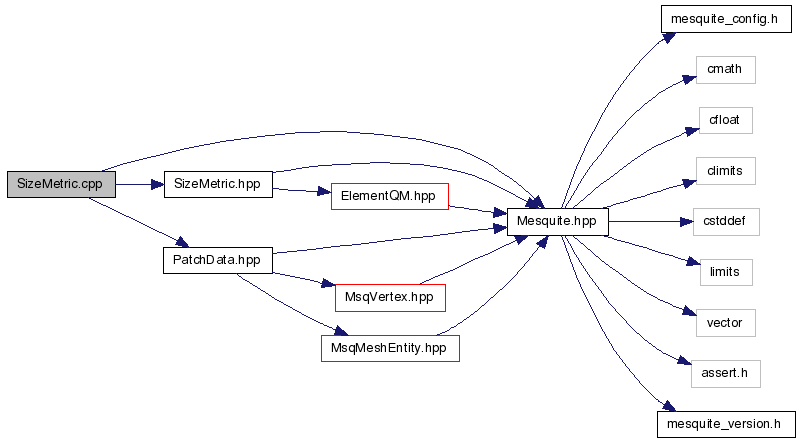 mesquite_config.h
cmath
cfloat
climits
SizeMetric.cpp
SizeMetric.hpp
ElementQM.hpp
Mesquite.hpp
cstddef
PatchData.hpp
limits
MsqVertex.hpp
vector
MsqMeshEntity.hpp
assert.h
mesquite_version.h